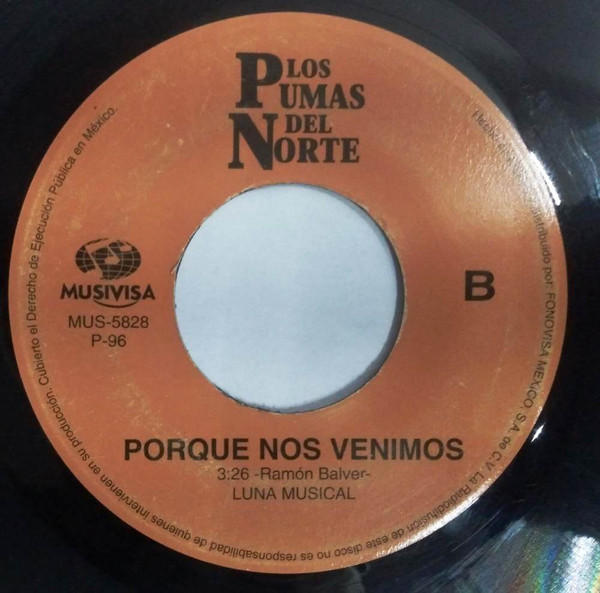 LOS
PUMAS
DEL
NORTE
MUSIVISA
MUS-5828
P-96
B
PORQUE NOS VENIMOS
3:26 -Ramón Balver-
LUNA MUSICAL
Distribuido por: FONOVISA MEXICO, S.A. de C.V. La Radiodifusión de este disco no es responsabilidad de quienes intervienen en su producción. Cubierto el Derecho de Ejecución Pública en México.